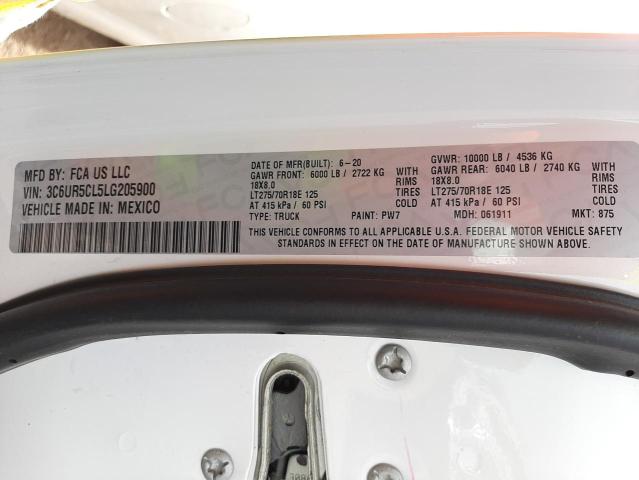 MFD BY: FCA US LLC
VIN: 3C6UR5CL5LG205900
VEHICLE MADE IN: MEXICO
DATE OF MFR(BUILT): 6-20
GAWR FRONT: 6000 LB / 2722 KG
18X8.0
LT275/70R18E 125
AT 415 kPa / 60 PSI
TYPE: TRUCK PAINT: PW7
WITH
RIMS
TIRES
COLD
GVWR: 10000 LB / 4536 KG
GAWR REAR: 6040 LB / 2740 KG
18X8.0
LT275/70R18E 125
AT 415 kPa / 60 PSI
MDH: 061911 MKT: 875
WITH
RIMS
TIRES
COLD
THIS VEHICLE CONFORMS TO ALL APPLICABLE U.S.A. FEDERAL MOTOR VEHICLE SAFETY
STANDARDS IN EFFECT ON THE DATE OF MANUFACTURE SHOWN ABOVE.